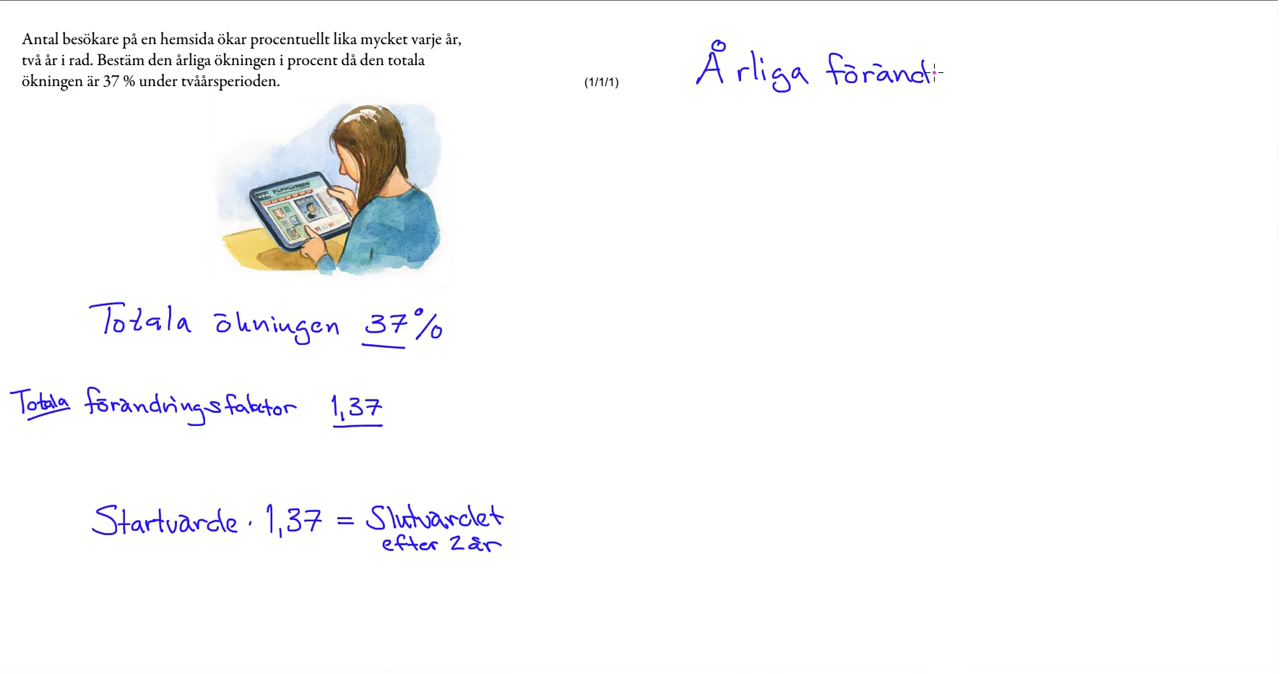 Antal besökare på en hemsida ökar procentuellt lika mycket varje år,
två år i rad. Bestäm den årliga ökningen i procent då den totala
ökningen är 37 % under tvåårsperioden.
(1/1/1)
Totala ökningen 37%
Totala förändringsfaktor 1,37
Startvärde · 1,37 = Slutvärdet
efter 2 år
Årliga föränd